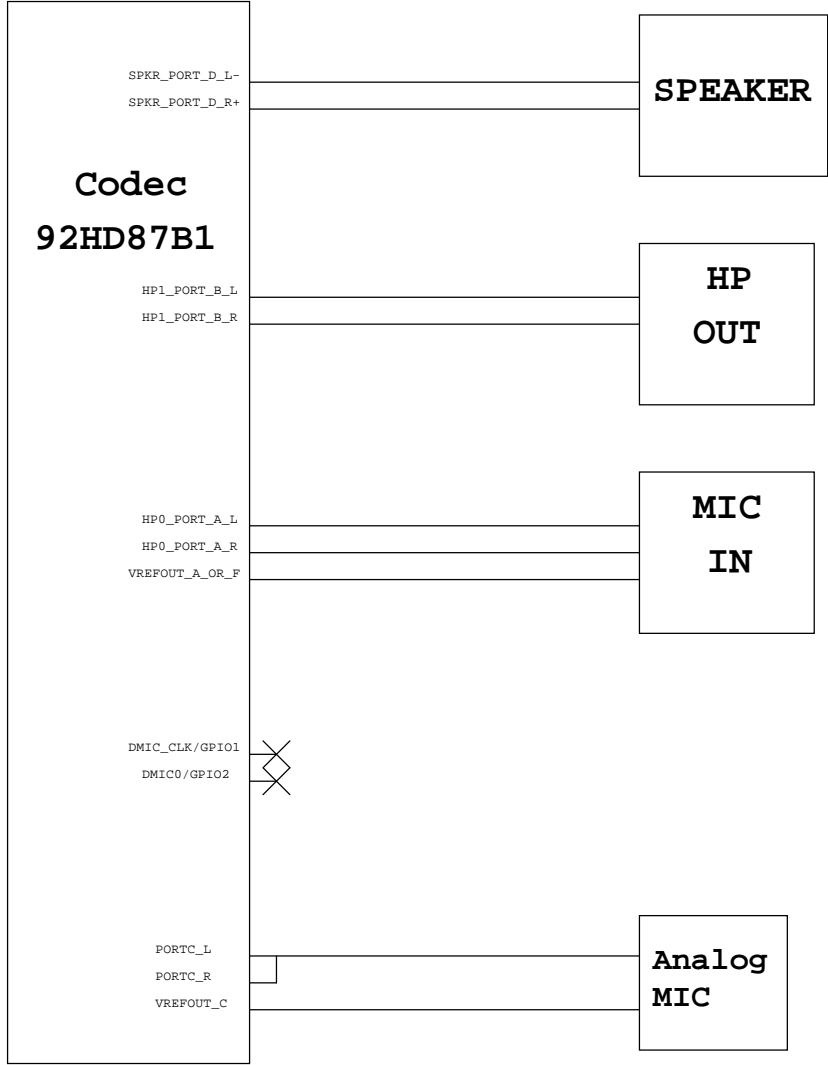 SPKR_PORT_D_L-
SPKR_PORT_D_R+
SPEAKER
Codec
92HD87B1
HP1_PORT_B_L
HP1_PORT_B_R
HP
OUT
HP0_PORT_A_L
HP0_PORT_A_R
VREFOUT_A_OR_F
MIC
IN
DMIC_CLK/GPIO1
DMIC0/GPIO2
PORTC_L
PORTC_R
VREFOUT_C
Analog
MIC